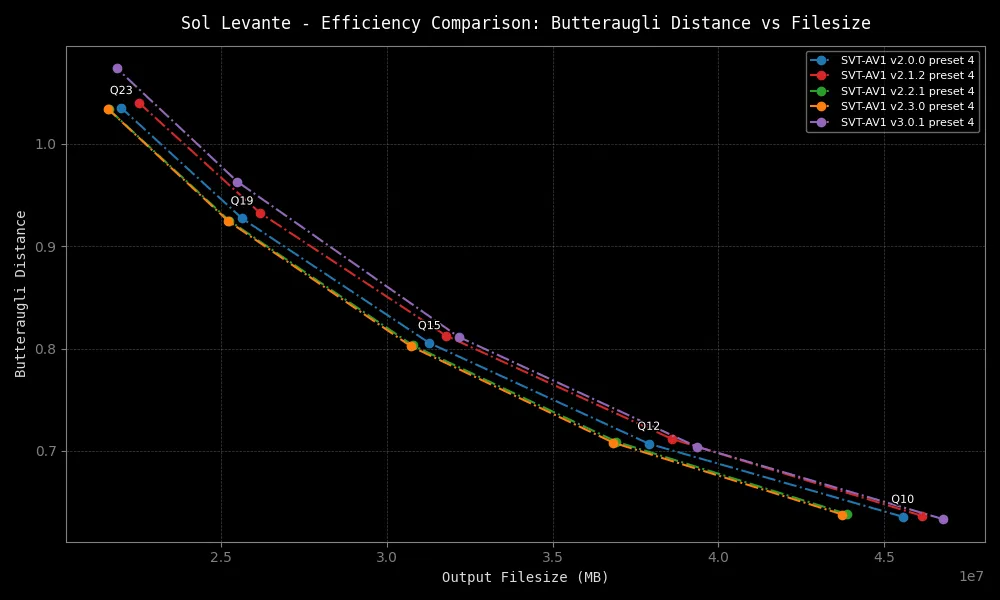 Sol Levante - Efficiency Comparison: Butteraugli Distance vs Filesize
SVT-AV1 v2.0.0 preset 4
SVT-AV1 v2.1.2 preset 4
SVT-AV1 v2.2.1 preset 4
SVT-AV1 v2.3.0 preset 4
SVT-AV1 v3.0.1 preset 4
Q23
Q19
Q15
Q12
Q10
Butteraugli Distance
1.0
0.9
0.8
0.7
2.5
3.0
3.5
4.0
4.5
1e7
Output Filesize (MB)